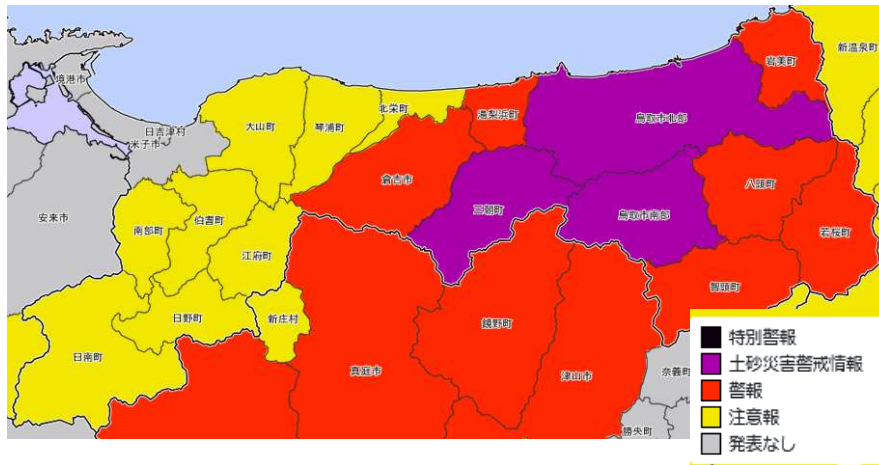 新温泉町
岩美町
境港市
北栄町
湯梨浜町
鳥取市北部
大山町
琴浦町
日吉津村
米子市
倉吉市
八頭町
三朝町
鳥取市南部
安来市
南部町
伯耆町
若桜町
江府町
智頭町
日野町
新庄村
鏡野町
日南町
真庭市
津山市
奈義町
勝央町
特別警報
土砂災害警戒情報
警報
注意報
発表なし